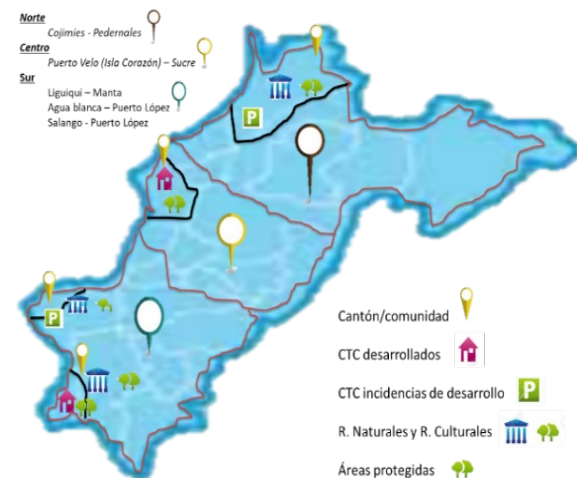 Norte
Cojimíes - Pedernales
Centro
Puerto Velo (Isla Corazón) – Sucre
Sur
Liguiqui – Manta
Agua blanca – Puerto López
Salango - Puerto López
P
P
Cantón/comunidad
CTC desarrollados
CTC incidencias de desarrollo P
R. Naturales y R. Culturales
Áreas protegidas